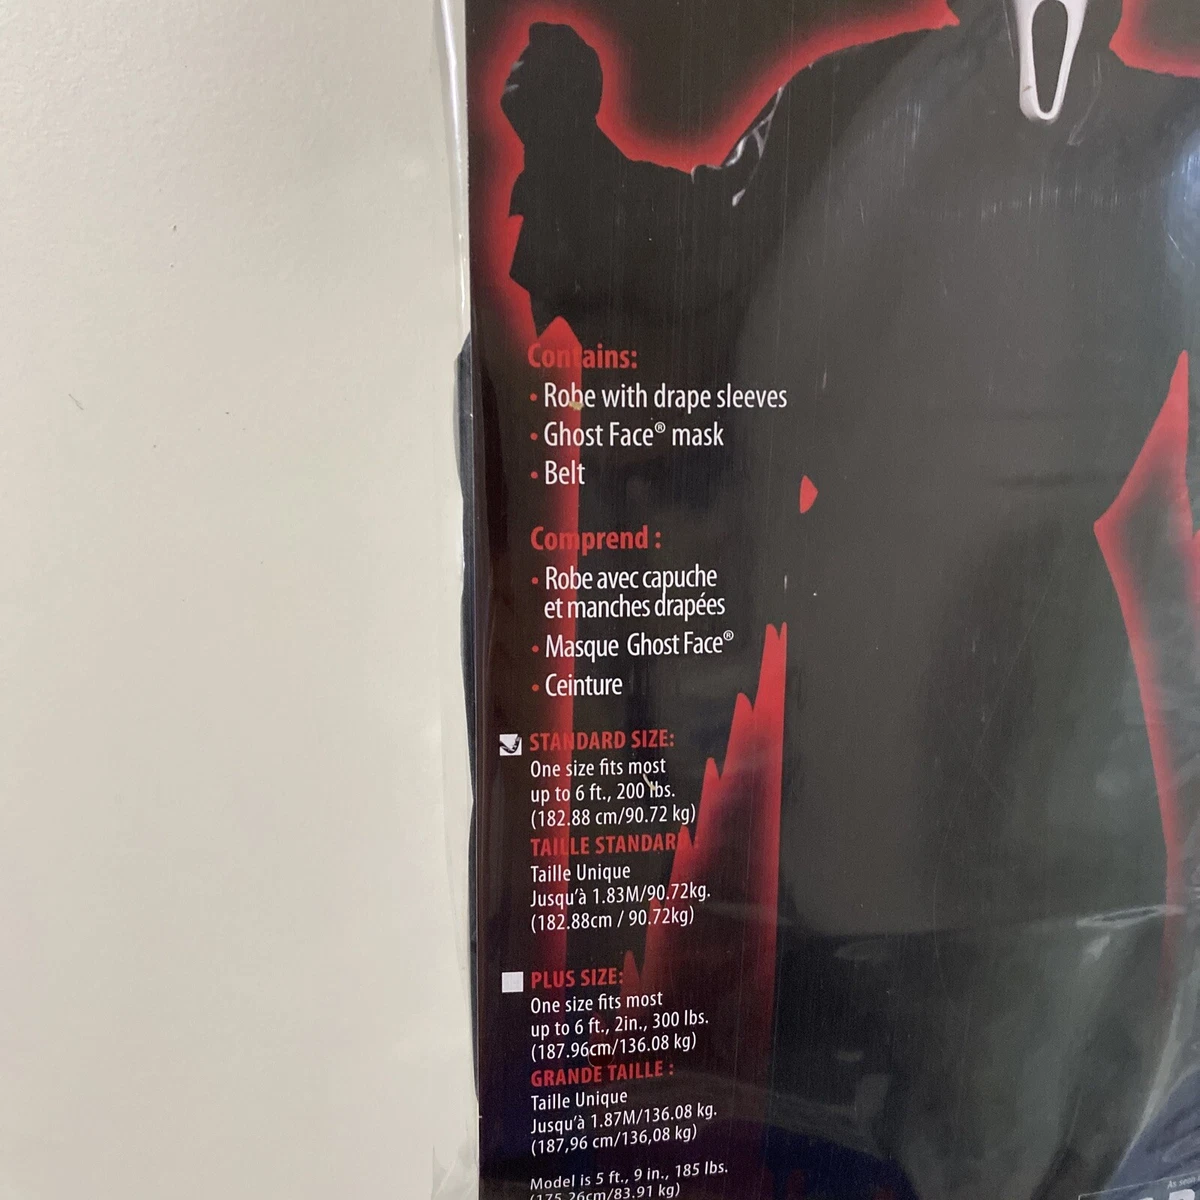 Contains:
• Robe with drape sleeves
• Ghost Face® mask
• Belt
Comprend :
• Robe avec capuche
et manches drapées
• Masque Ghost Face®
• Ceinture
STANDARD SIZE:
One size fits most
up to 6 ft., 200 lbs.
(182.88 cm/90.72 kg)
TAILLE STANDARD :
Taille Unique
Jusqu'à 1.83M/90.72kg.
(182.88cm / 90.72kg)
PLUS SIZE:
One size fits most
up to 6 ft., 2in., 300 lbs.
(187.96cm/136.08 kg)
GRANDE TAILLE :
Taille Unique
Jusqu'à 1.87M/136.08 kg.
(187,96 cm/136,08 kg)
Model is 5 ft., 9 in., 185 lbs.
(175.26cm/83.91 kg)
As seen